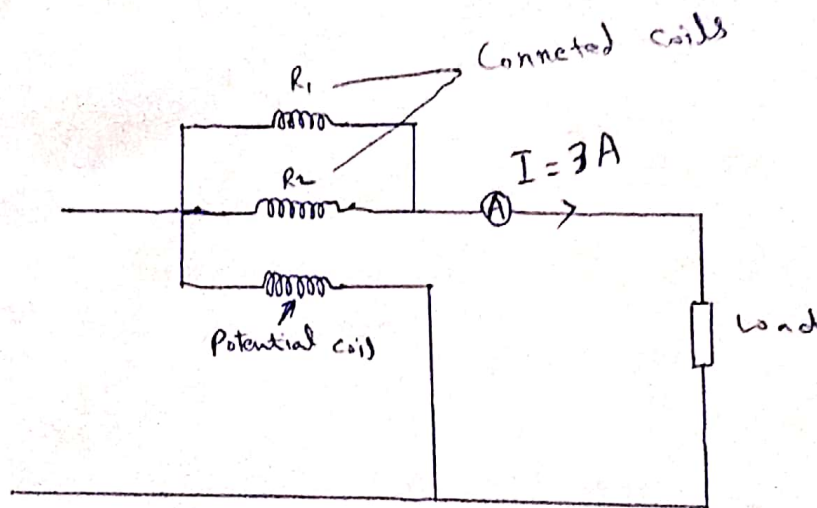 Connected coils
R1
I = 3A
R2
A
Potential coil
Load